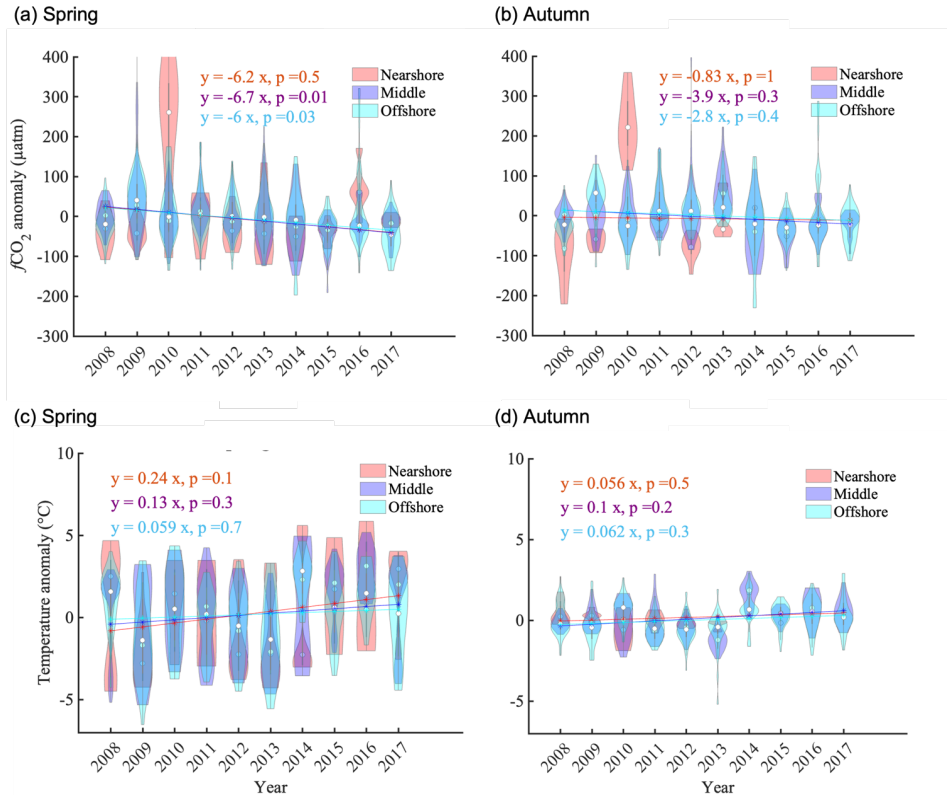 (a) Spring
400
300
200
100
0
-100
-200
-300
fCO2 anomaly (µatm)
y = -6.2 x, p =0.5
y = -6.7 x, p =0.01
y = -6 x, p =0.03
Nearshore
Middle
Offshore
2008 2009 2010 2011 2012 2013 2014 2015 2016 2017
(b) Autumn
400
300
200
100
0
-100
-200
-300
y = -0.83 x, p =1
y = -3.9 x, p =0.3
y = -2.8 x, p =0.4
Nearshore
Middle
Offshore
2008 2009 2010 2011 2012 2013 2014 2015 2016 2017
(c) Spring
10
5
0
-5
Temperature anomaly (°C)
y = 0.24 x, p =0.1
y = 0.13 x, p =0.3
y = 0.059 x, p =0.7
Nearshore
Middle
Offshore
2008 2009 2010 2011 2012 2013 2014 2015 2016 2017
Year
(d) Autumn
10
5
0
-5
y = 0.056 x, p =0.5
y = 0.1 x, p =0.2
y = 0.062 x, p =0.3
Nearshore
Middle
Offshore
2008 2009 2010 2011 2012 2013 2014 2015 2016 2017
Year